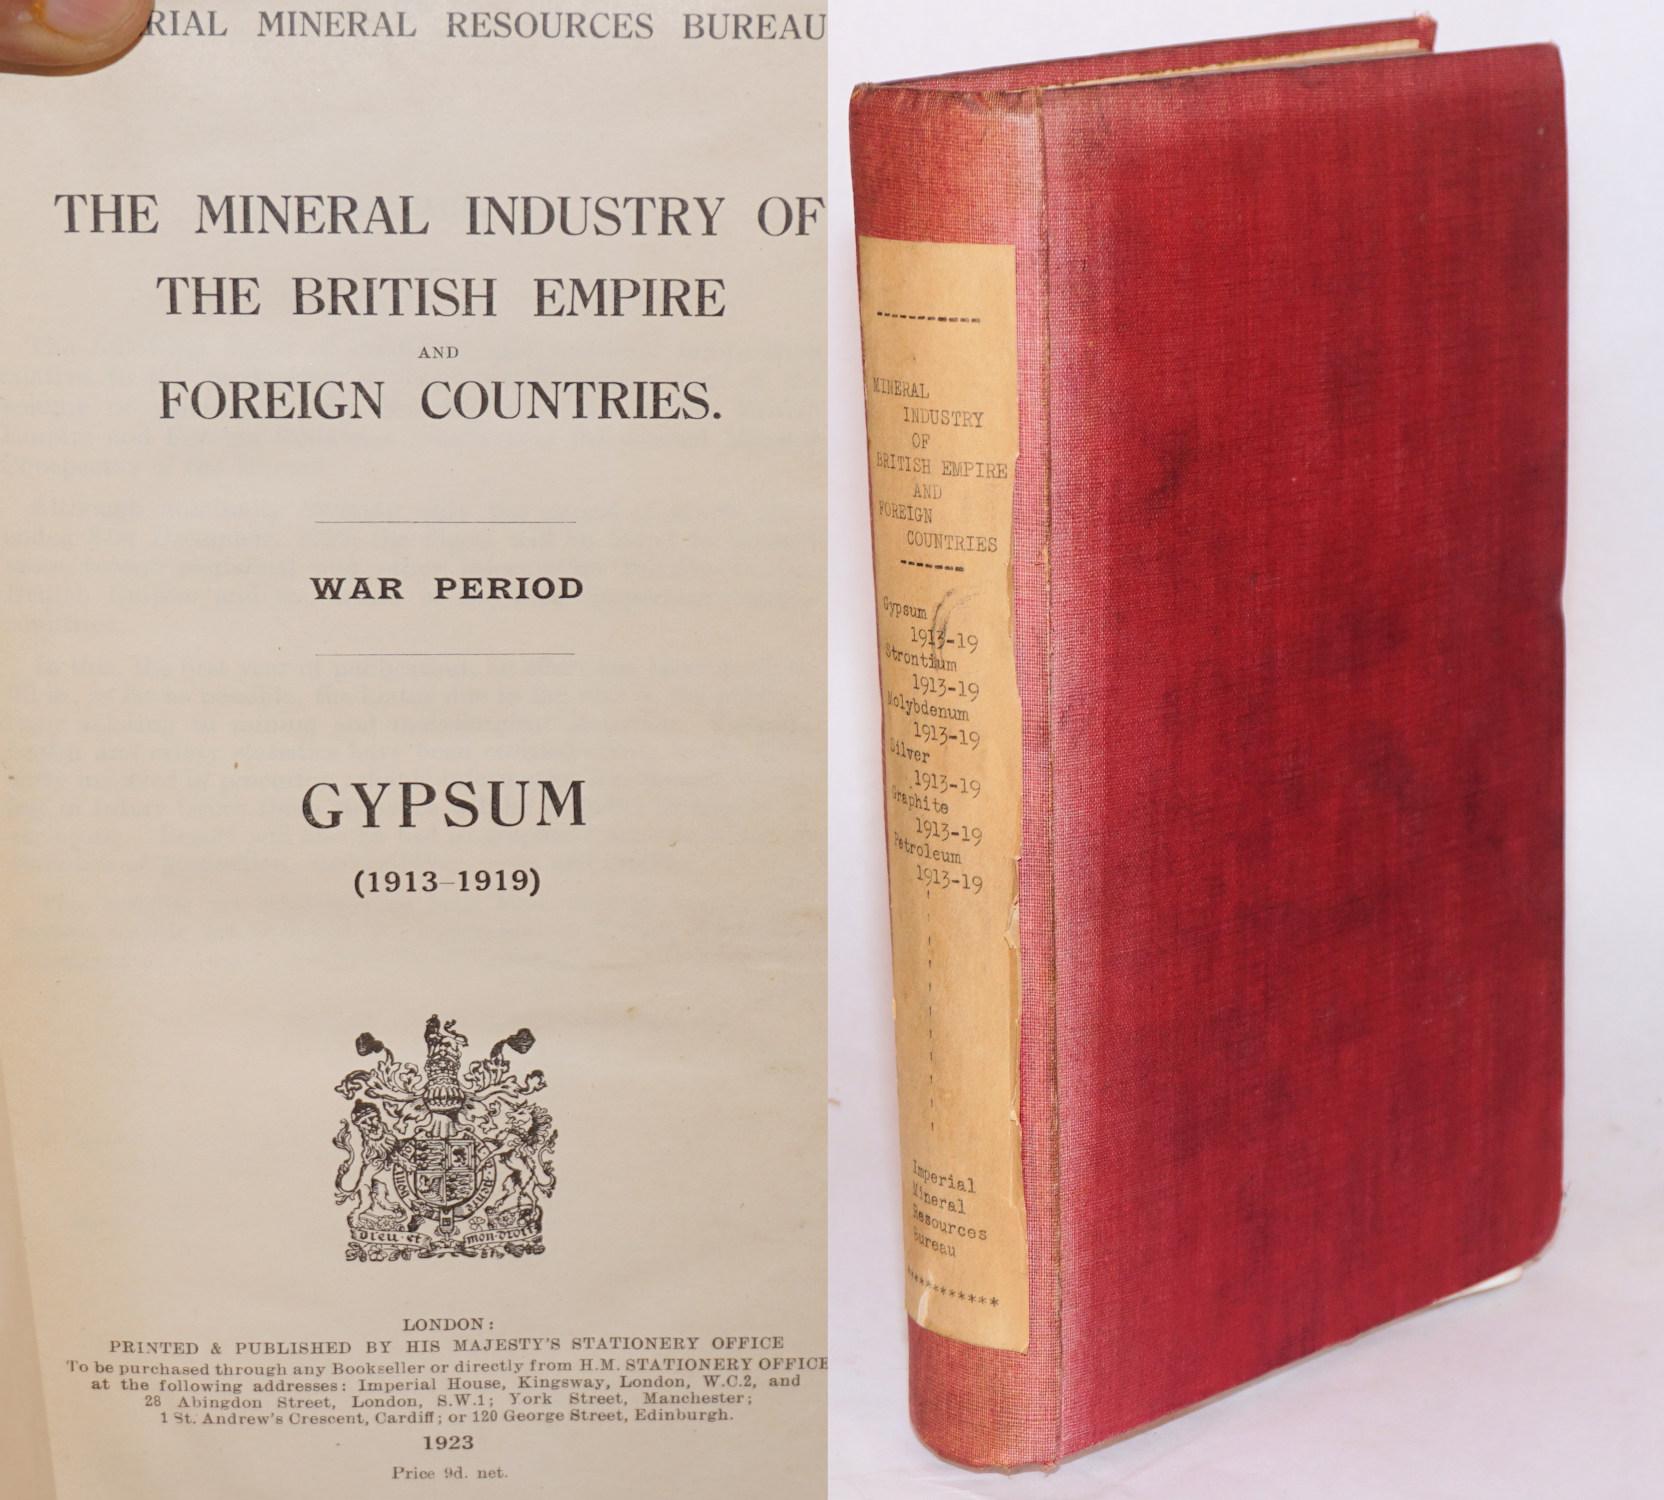 RIAL MINERAL RESOURCES BUREAU
THE MINERAL INDUSTRY OF
THE BRITISH EMPIRE
AND
FOREIGN COUNTRIES.
WAR PERIOD
GYPSUM
(1913-1919)
Dieu et mon droit
LONDON:
PRINTED & PUBLISHED BY HIS MAJESTY'S STATIONERY OFFICE
To be purchased through any Bookseller or directly from H.M. STATIONERY OFFICE
at the following addresses: Imperial House, Kingsway, London, W.C.2, and
28 Abingdon Street, London, S.W.1; York Street, Manchester;
1 St. Andrew's Crescent, Cardiff; or 120 George Street, Edinburgh.
1923
Price 9d. net.
MINERAL
INDUSTRY
OF
BRITISH EMPIRE
AND
FOREIGN
COUNTRIES
Gypsum
1913-19
Strontium
1913-19
Molybdenum
1913-19
Silver
1913-19
Graphite
1913-19
Petroleum
1913-19
Imperial
Mineral
Resources
Bureau